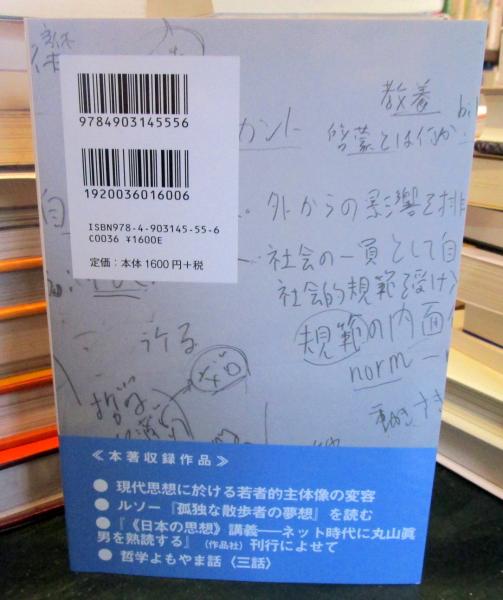 9784903145556
1920036016006
ISBN978-4-903145-55-6
C0036 ¥1600E
定価：本体1600円+税
カント
教養
啓蒙とは何か
外からの影響を排
社会の一員として自
社会的規範を受け入
規範の内面
norm
≪本著収録作品≫
● 現代思想に於ける若者的主体像の変容
● ルソー『孤独な散歩者の夢想』を読む
● 『《日本の思想》講義――ネット時代に丸山眞
男を熟読する』（作品社）刊行によせて
● 哲学よもやま話〈三話〉